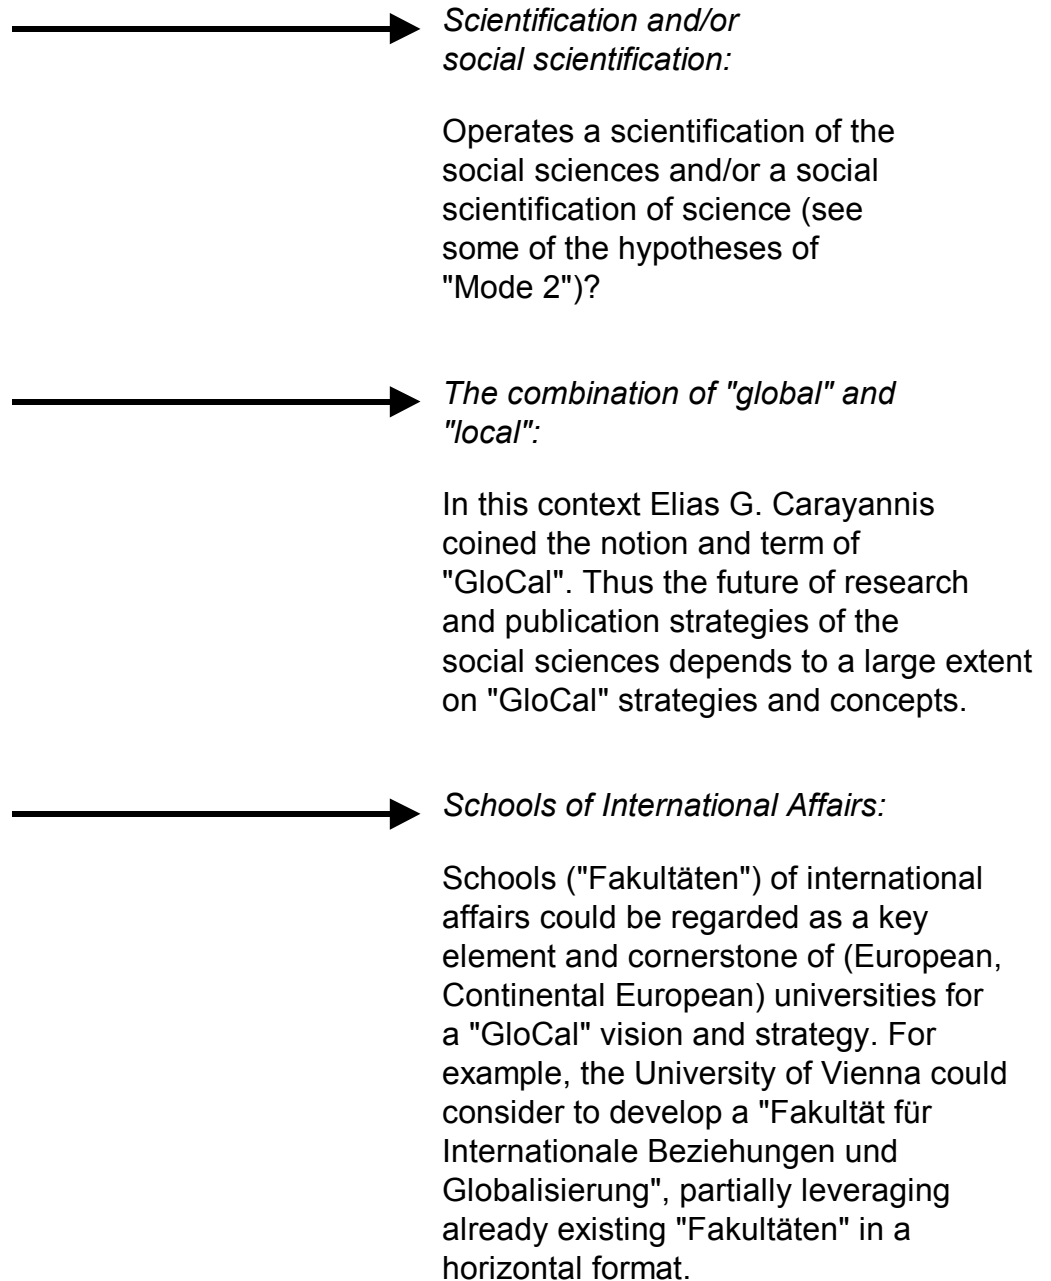 Scientification and/or
social scientification:
Operates a scientification of the
social sciences and/or a social
scientification of science (see
some of the hypotheses of
"Mode 2")?
The combination of "global" and
"local":
In this context Elias G. Carayannis
coined the notion and term of
"GloCal". Thus the future of research
and publication strategies of the
social sciences depends to a large extent
on "GloCal" strategies and concepts.
Schools of International Affairs:
Schools ("Fakultäten") of international
affairs could be regarded as a key
element and cornerstone of (European,
Continental European) universities for
a "GloCal" vision and strategy. For
example, the University of Vienna could
consider to develop a "Fakultät für
Internationale Beziehungen und
Globalisierung", partially leveraging
already existing "Fakultäten" in a
horizontal format.